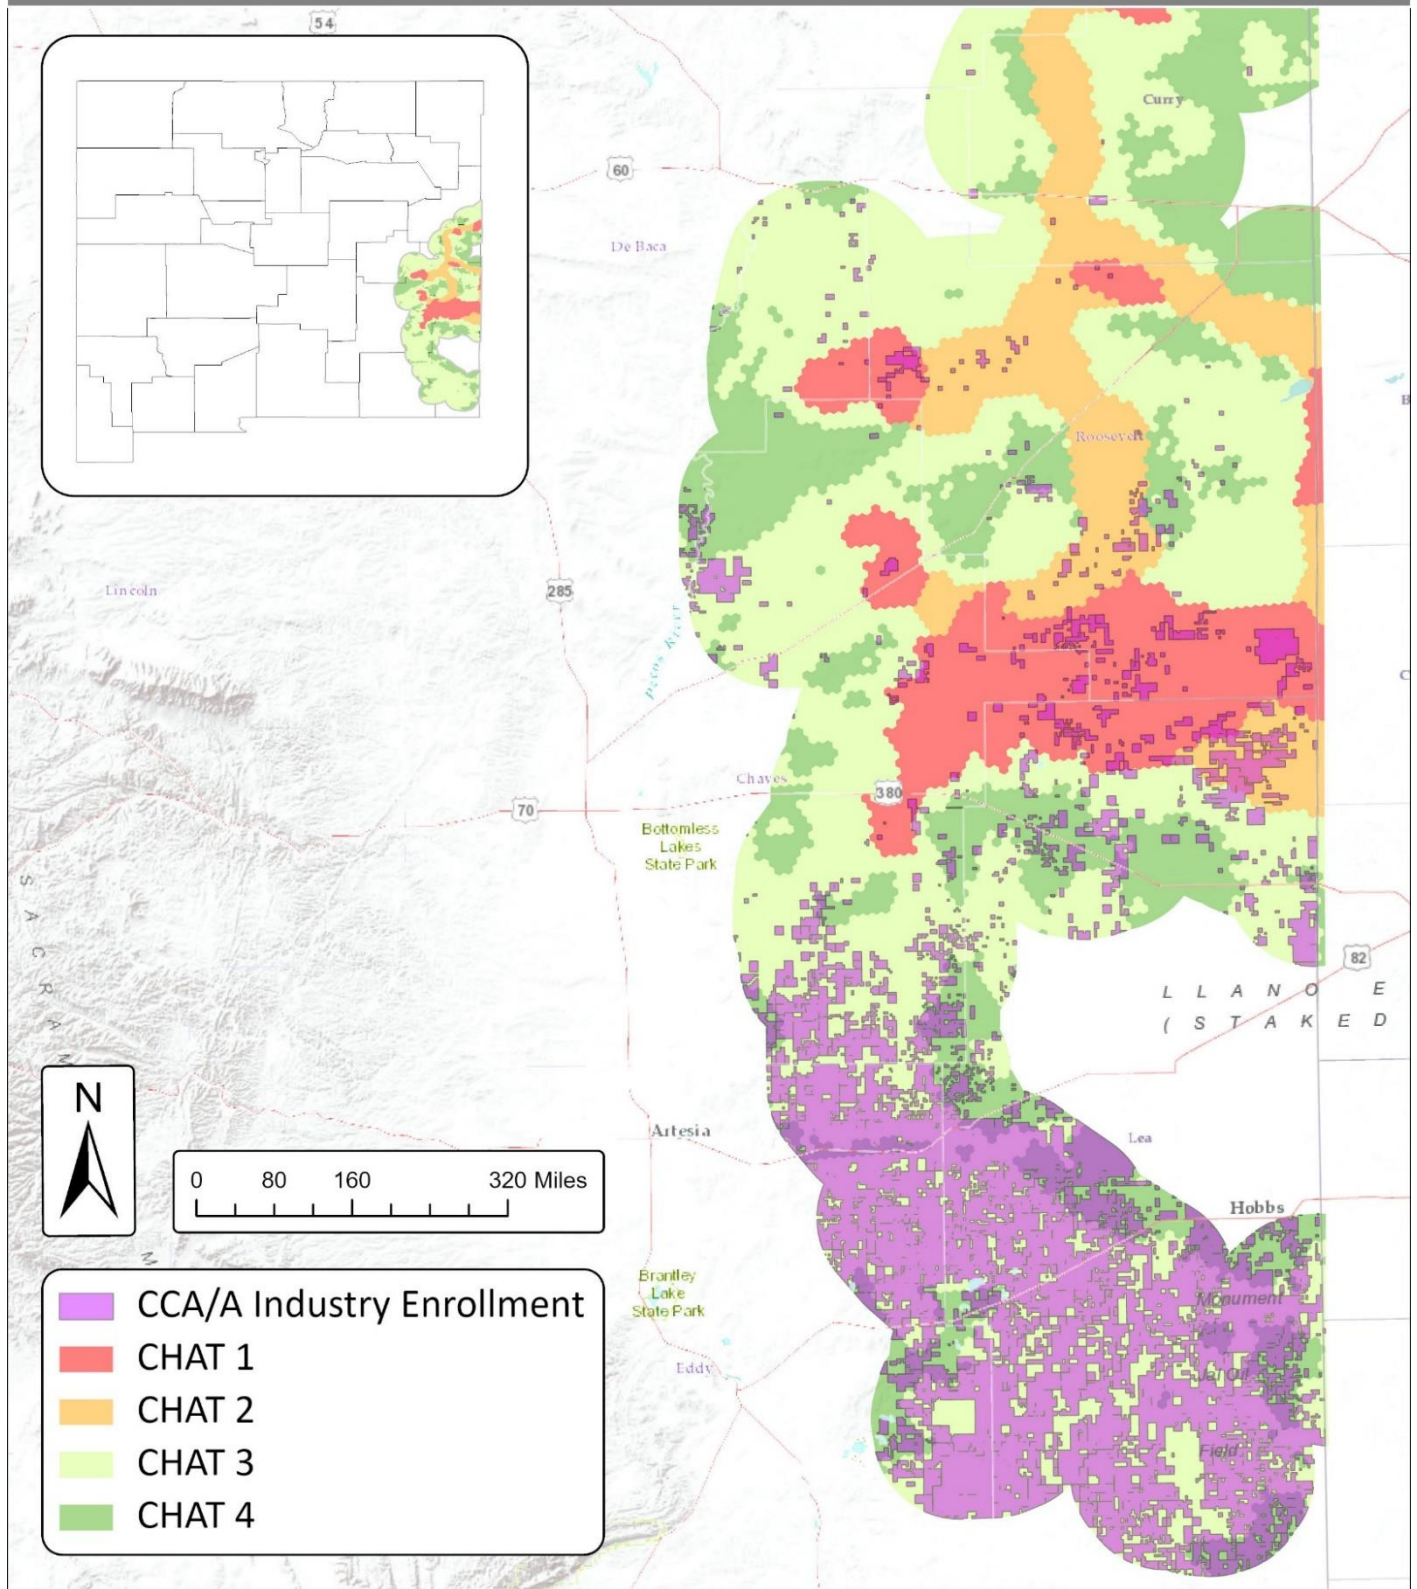 54
Curry
60
De Baca
B
Roosevelt
Lincoln
285
Pecos River
C
Chaves
380
70
Bottomless
Lakes
State Park
S A C R A M
82
L L A N O E
( S T A K E D
N
Artesia
Lea
0 80 160 320 Miles
Hobbs
M
Brantley
Lake
State Park
Monument
Eddy
Jal Oil
Field
CCA/A Industry Enrollment
CHAT 1
CHAT 2
CHAT 3
CHAT 4